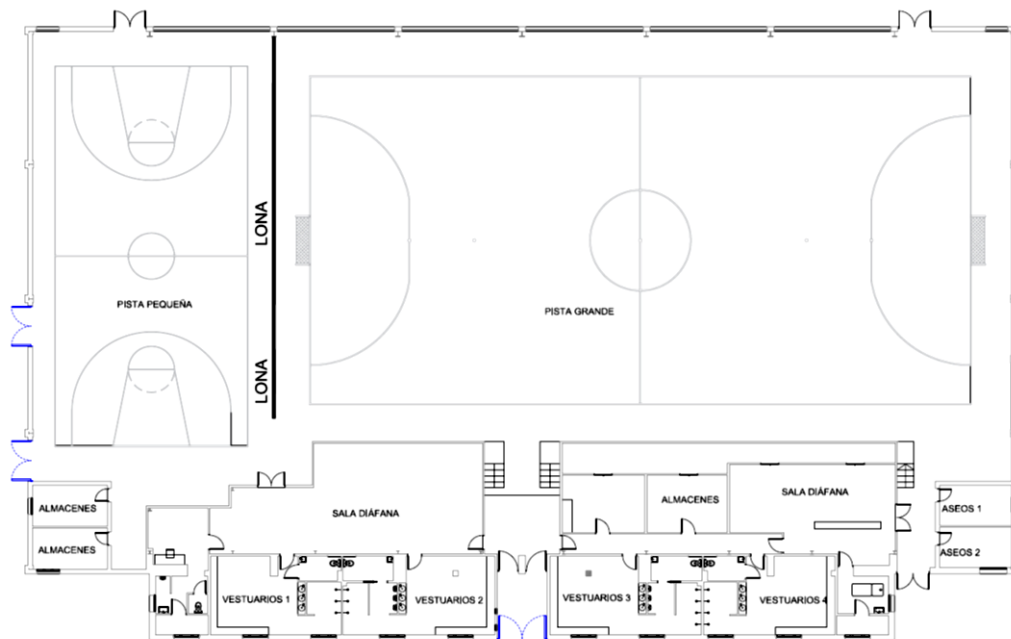 LONA
PISTA PEQUEÑA
PISTA GRANDE
LONA
ALMACENES
ALMACENES
SALA DIÁFANA
ALMACENES
SALA DIÁFANA
ASEOS 1
ASEOS 2
VESTUARIOS 1
VESTUARIOS 2
VESTUARIOS 3
VESTUARIOS 4